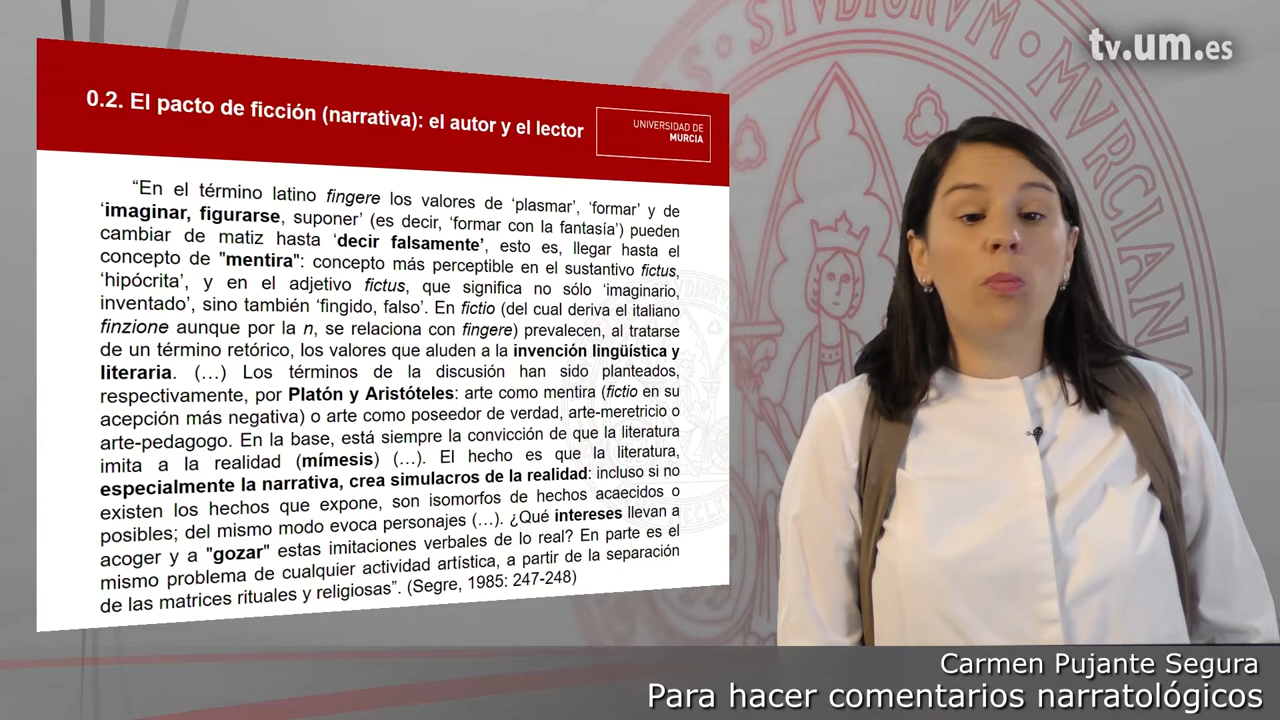 tv.um.es
STVDIORVM
MVRCIANA
0.2. El pacto de ficción (narrativa): el autor y el lector
UNIVERSIDAD DE
MURCIA
“En el término latino fingere los valores de ‘plasmar’, ‘formar’ y de
‘imaginar, figurarse, suponer’ (es decir, ‘formar con la fantasía’) pueden
cambiar de matiz hasta ‘decir falsamente’, esto es, llegar hasta el
concepto de "mentira": concepto más perceptible en el sustantivo fictus,
‘hipócrita’, y en el adjetivo fictus, que significa no sólo ‘imaginario,
inventado’, sino también ‘fingido, falso’. En fictio (del cual deriva el italiano
finzione aunque por la n, se relaciona con fingere) prevalecen, al tratarse
de un término retórico, los valores que aluden a la invención lingüística y
literaria. (…) Los términos de la discusión han sido planteados,
respectivamente, por Platón y Aristóteles: arte como mentira (fictio en su
acepción más negativa) o arte como poseedor de verdad, arte-meretricio o
arte-pedagogo. En la base, está siempre la convicción de que la literatura
imita a la realidad (mímesis) (…). El hecho es que la literatura,
especialmente la narrativa, crea simulacros de la realidad: incluso si no
existen los hechos que expone, son isomorfos de hechos acaecidos o
posibles; del mismo modo evoca personajes (…). ¿Qué intereses llevan a
acoger y a "gozar" estas imitaciones verbales de lo real? En parte es el
mismo problema de cualquier actividad artística, a partir de la separación
de las matrices rituales y religiosas”. (Segre, 1985: 247-248)
Carmen Pujante Segura
Para hacer comentarios narratológicos